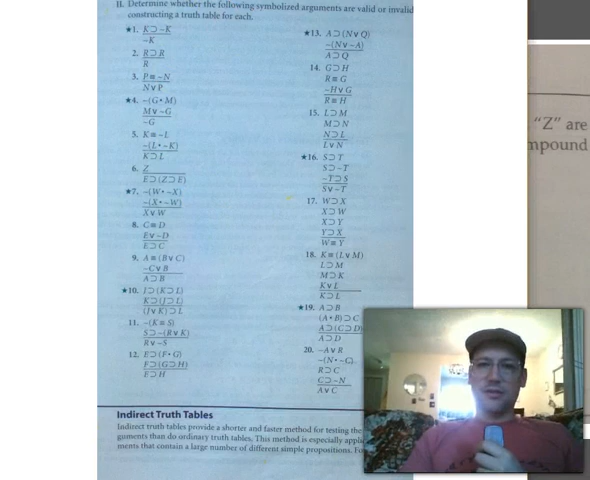 II. Determine whether the following symbolized arguments are valid or invalid
constructing a truth table for each.
★1. K⊃~K
~K
2. R⊃R
R
3. P≡~N
N∨P
★4. ~(G•M)
M∨~G
~G
5. K≡~L
~(L•~K)
K⊃L
6. Z
E⊃(Z⊃E)
★7. ~(W•~X)
~(X•~W)
X∨W
8. C≡D
E∨~D
E⊃C
9. A≡(B∨C)
~C∨B
A⊃B
★10. J⊃(K⊃L)
K⊃(J⊃L)
(J∨K)⊃L
11. ~(K≡S)
S⊃~(R∨K)
R∨~S
12. E⊃(F•G)
F⊃(G⊃H)
E⊃H
★13. A⊃(N∨Q)
~(N∨~A)
A⊃Q
14. G⊃H
R≡G
~H∨G
R≡H
15. L⊃M
M⊃N
N⊃L
L∨N
★16. S⊃T
S⊃~T
~T⊃S
S∨~T
17. W⊃X
X⊃W
X⊃Y
Y⊃X
W≡Y
18. K≡(L∨M)
L⊃M
M⊃K
K∨L
K⊃L
★19. A⊃B
(A•B)⊃C
A⊃(C⊃D)
A⊃D
20. ~A∨R
~(N•~C)
R⊃C
C⊃~N
A∨C
Indirect Truth Tables
Indirect truth tables provide a shorter and faster method for testing the
guments than do ordinary truth tables. This method is especially applic
ments that contain a large number of different simple propositions. Fo
"Z" are
mpound